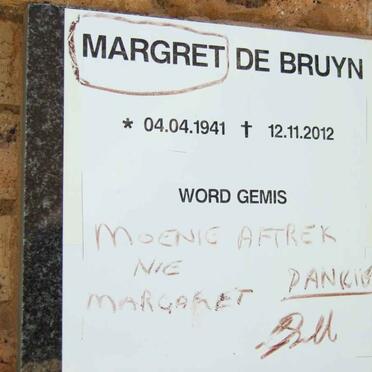 MARGRET DE BRUYN
* 04.04.1941 † 12.11.2012
WORD GEMIS
MOENIE AFTREK
NIE DANKIE
MARGARET